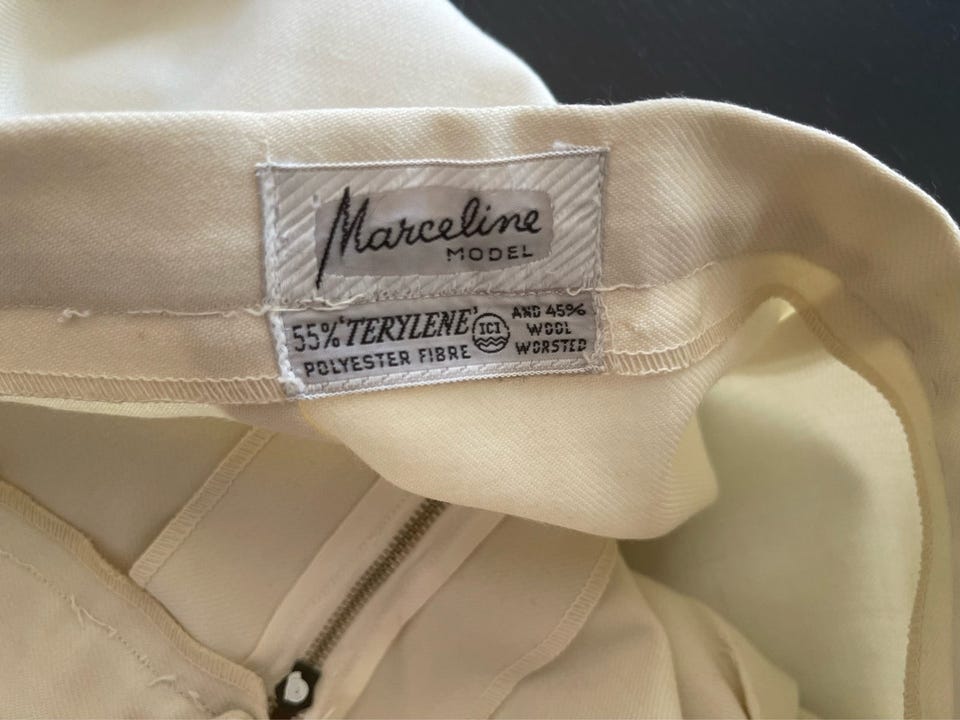 Marceline
MODEL
55% 'TERYLENE' ICI AND 45%
POLYESTER FIBRE WOOL
WORSTED